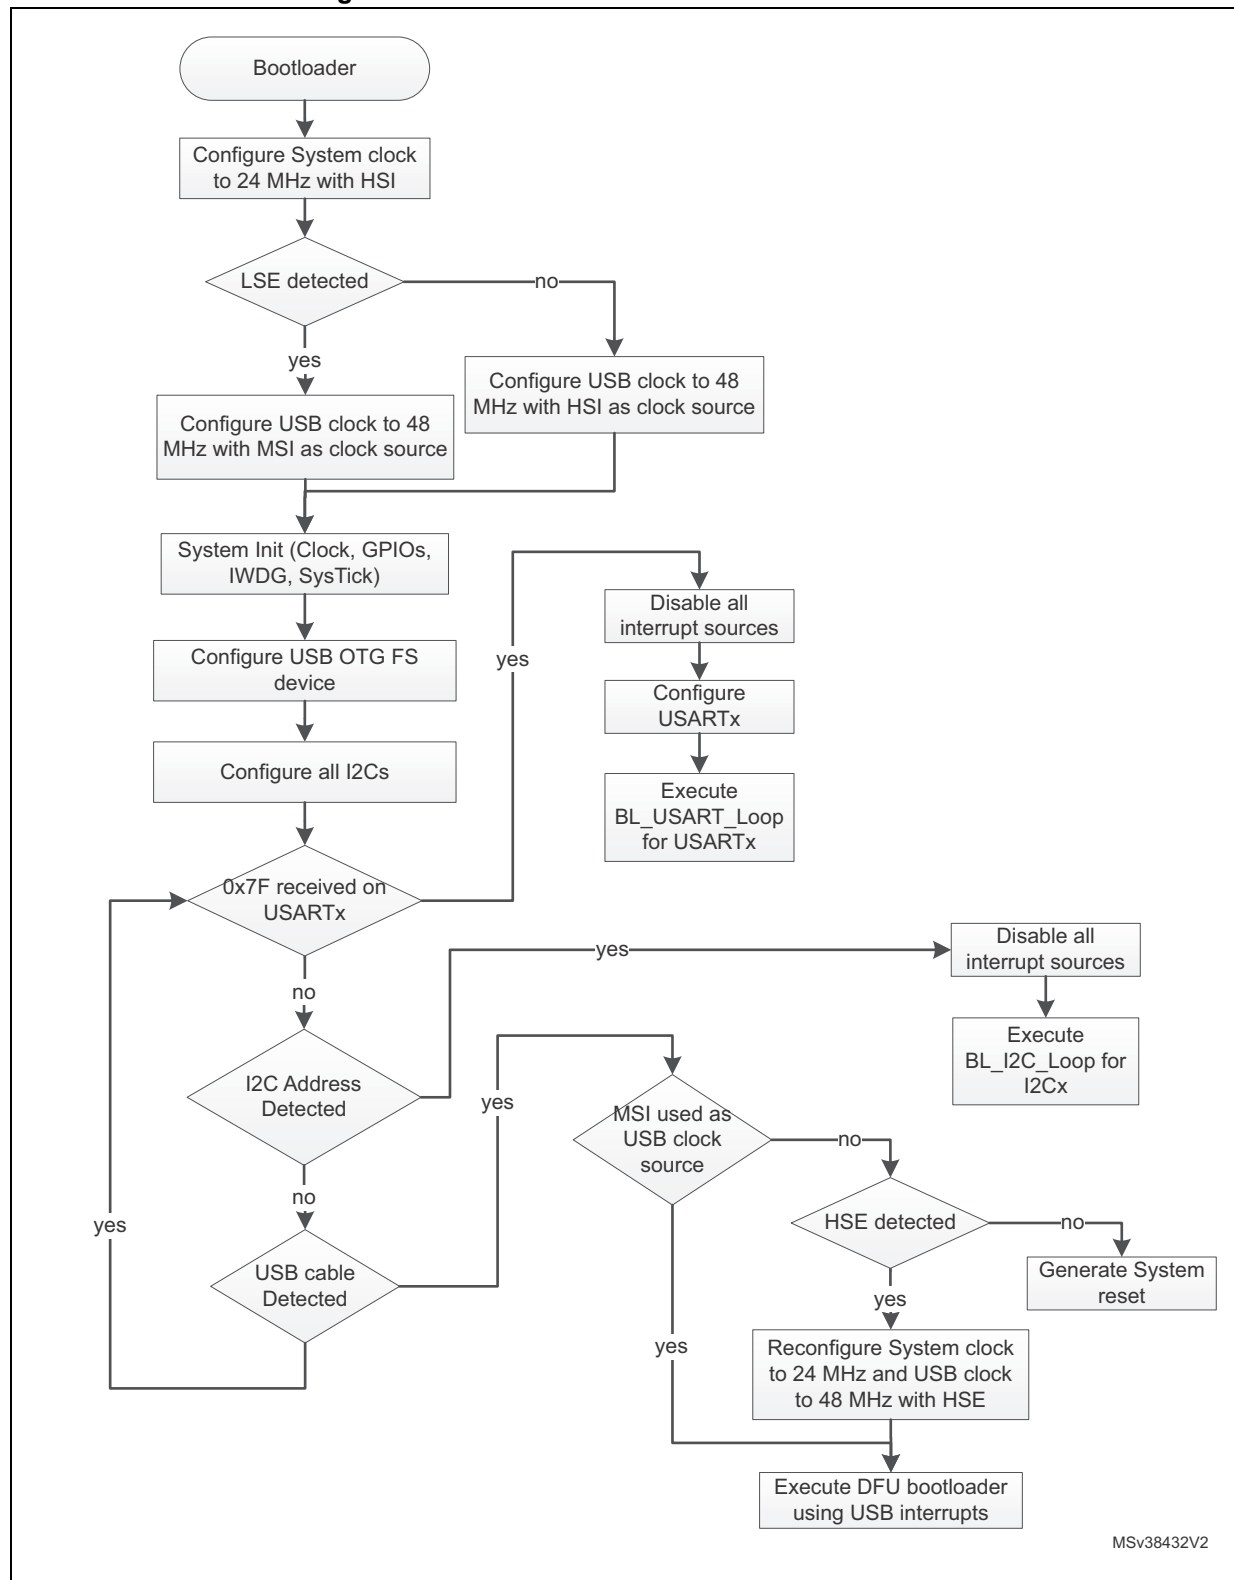 Bootloader
Configure System clock
to 24 MHz with HSI
LSE detected
no
yes
Configure USB clock to 48
MHz with HSI as clock source
Configure USB clock to 48
MHz with MSI as clock source
System Init (Clock, GPIOs,
IWDG, SysTick)
Disable all
interrupt sources
yes
Configure USB OTG FS
device
Configure
USARTx
Configure all I2Cs
Execute
BL_USART_Loop
for USARTx
0x7F received on
USARTx
yes
Disable all
interrupt sources
no
Execute
BL_I2C_Loop for
I2Cx
I2C Address
Detected
yes
MSI used as
USB clock
source
no
no
yes
HSE detected
no
USB cable
Detected
Generate System
reset
yes
yes
Reconfigure System clock
to 24 MHz and USB clock
to 48 MHz with HSE
Execute DFU bootloader
using USB interrupts
MSv38432V2